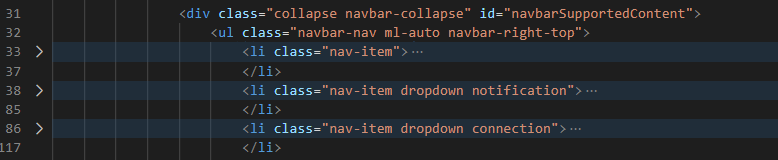 31 <div class="collapse navbar-collapse" id="navbarSupportedContent">
32 <ul class="navbar-nav ml-auto navbar-right-top">
33 > <li class="nav-item">···
37 </li>
38 > <li class="nav-item dropdown notification">···
85 </li>
86 > <li class="nav-item dropdown connection">···
117 </li>